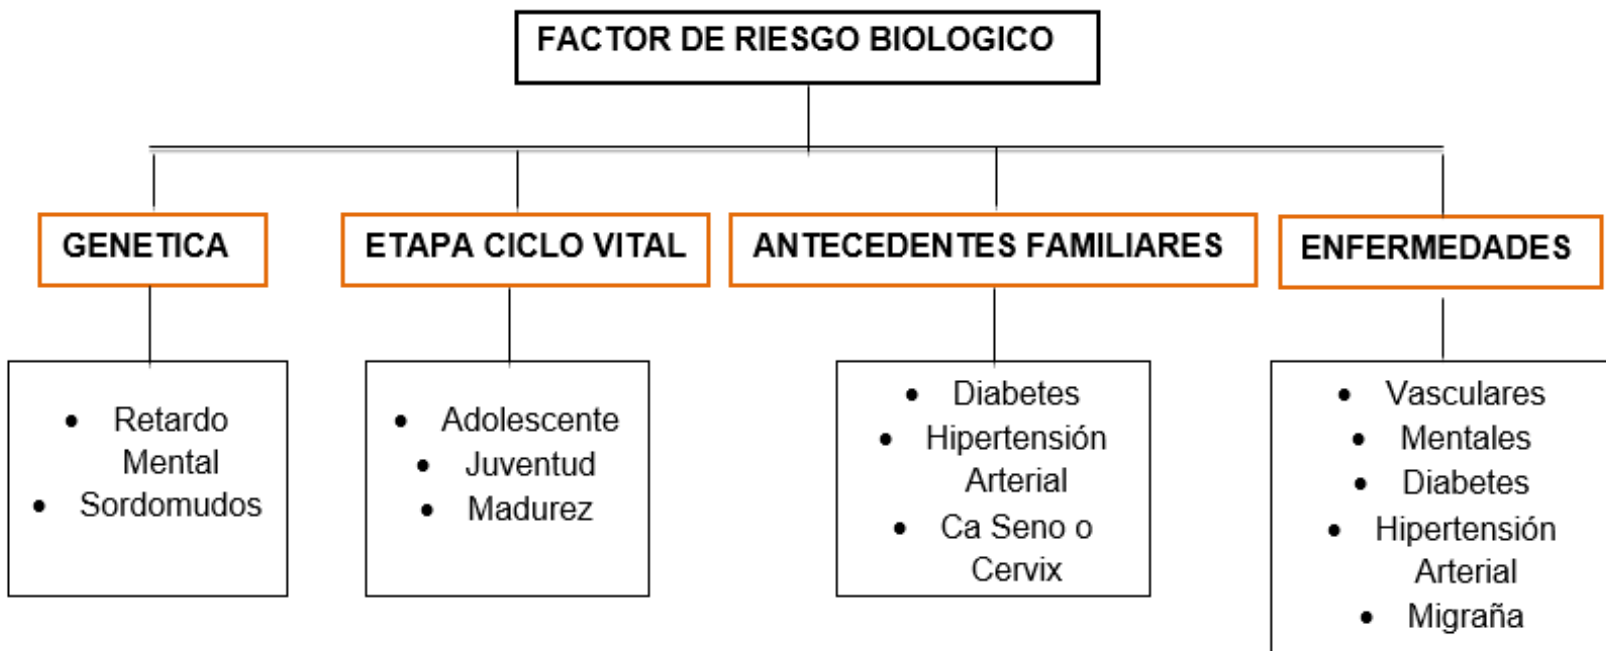 FACTOR DE RIESGO BIOLOGICO
GENETICA
ETAPA CICLO VITAL
ANTECEDENTES FAMILIARES
ENFERMEDADES
• Retardo
Mental
• Sordomudos
• Adolescente
• Juventud
• Madurez
• Diabetes
• Hipertensión
Arterial
• Ca Seno o
Cervix
• Vasculares
• Mentales
• Diabetes
• Hipertensión
Arterial
• Migraña